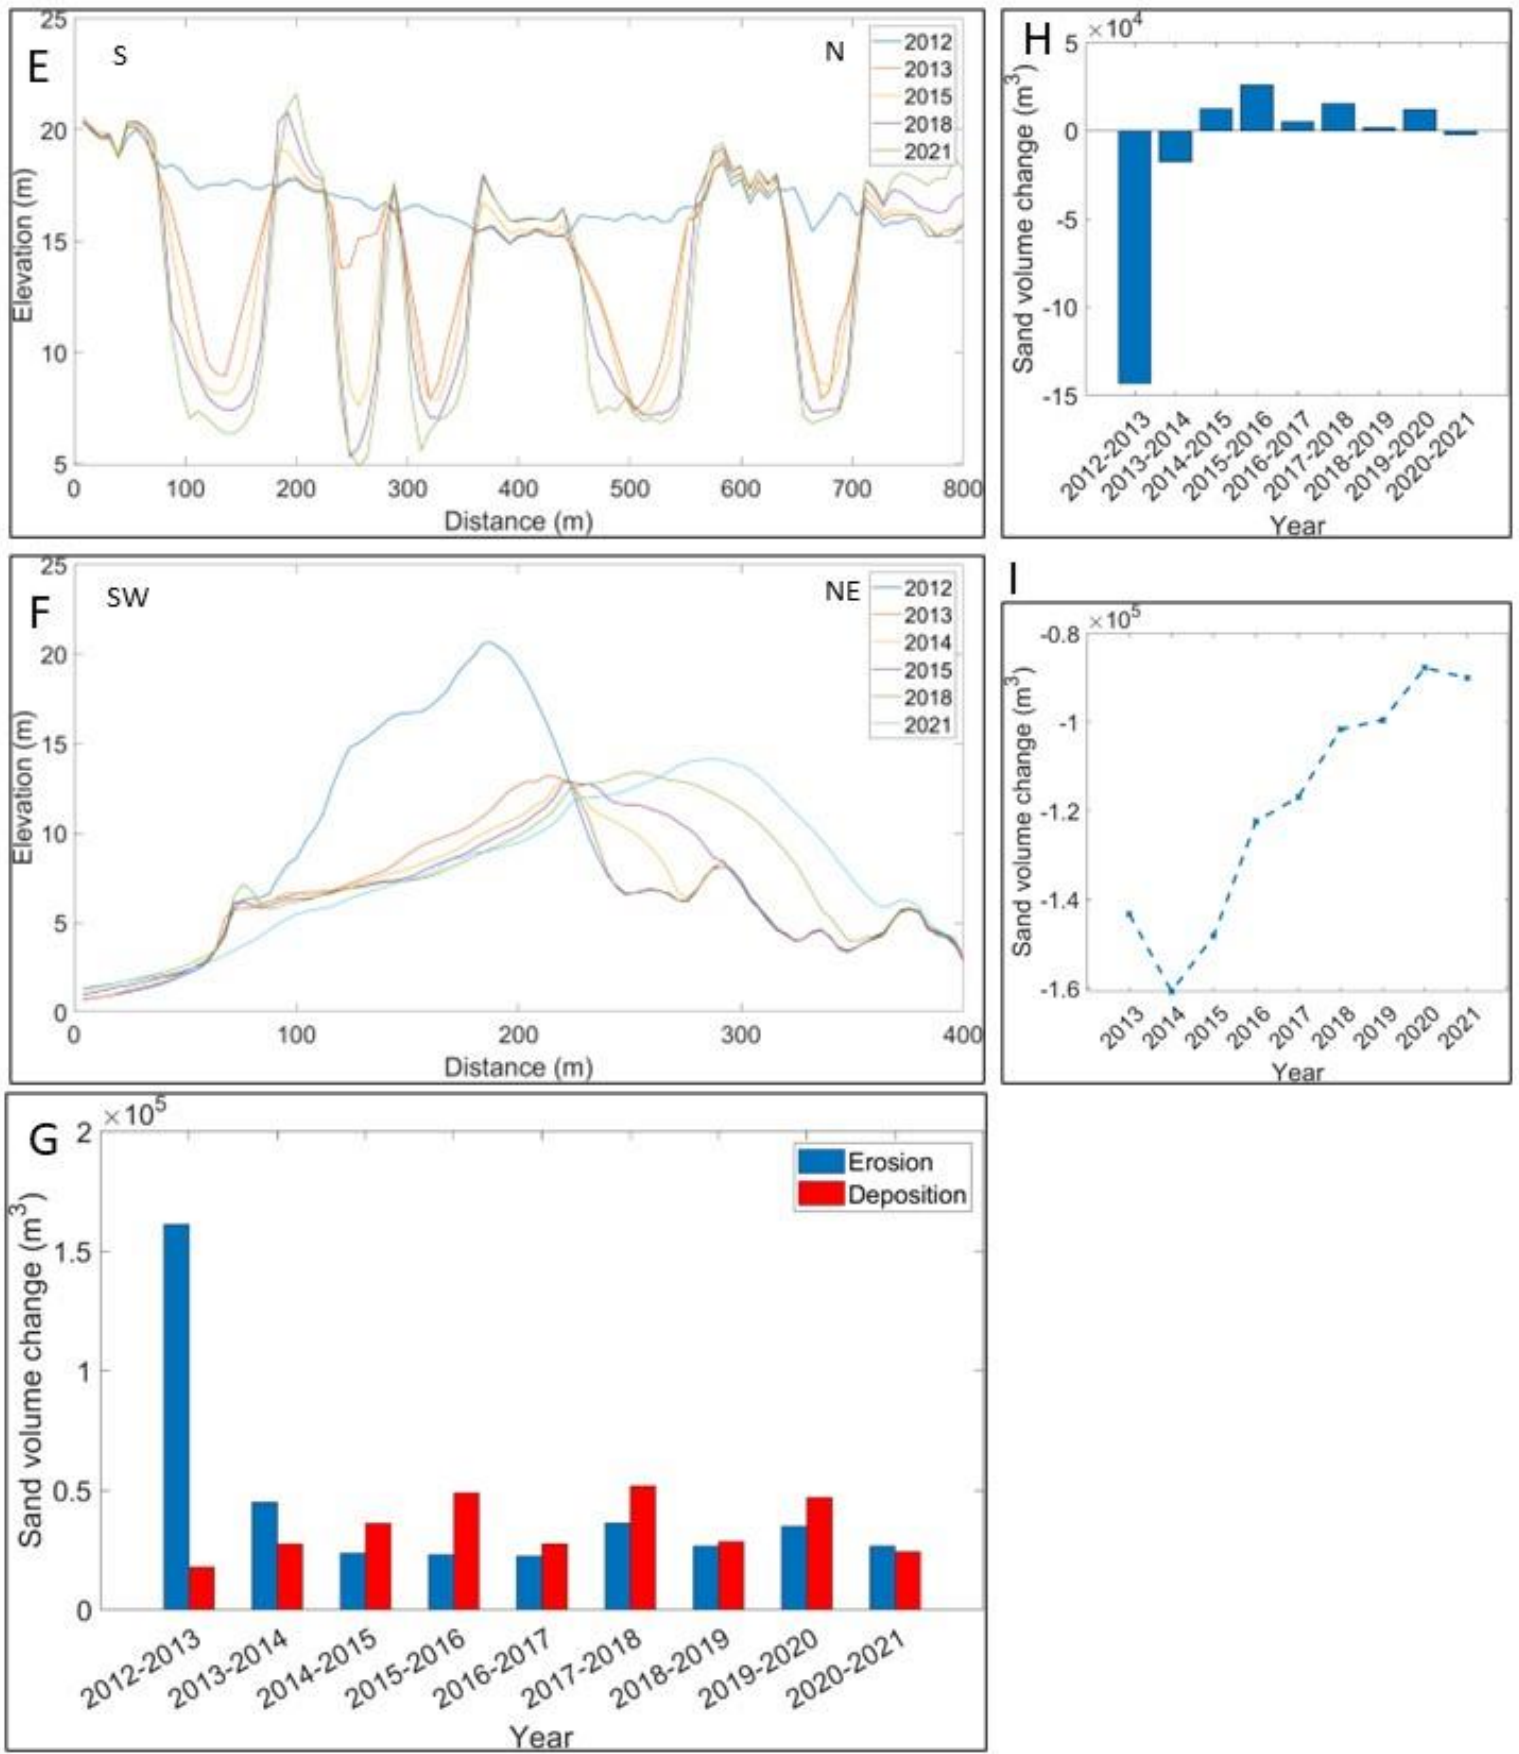 E
S
N
25
20
15
10
5
Elevation (m)
0 100 200 300 400 500 600 700 800
Distance (m)
2012
2013
2015
2018
2021
H
×10^4
5
0
-5
-10
-15
Sand volume change (m^3)
2012-2013
2013-2014
2014-2015
2015-2016
2016-2017
2017-2018
2018-2019
2019-2020
2020-2021
Year
F
SW
NE
25
20
15
10
5
0
Elevation (m)
0 100 200 300 400
Distance (m)
2012
2013
2014
2015
2018
2021
I
×10^5
-0.8
-1
-1.2
-1.4
-1.6
Sand volume change (m^3)
2013
2014
2015
2016
2017
2018
2019
2020
2021
Year
G
×10^5
2
1.5
1
0.5
0
Sand volume change (m^3)
Erosion
Deposition
2012-2013
2013-2014
2014-2015
2015-2016
2016-2017
2017-2018
2018-2019
2019-2020
2020-2021
Year